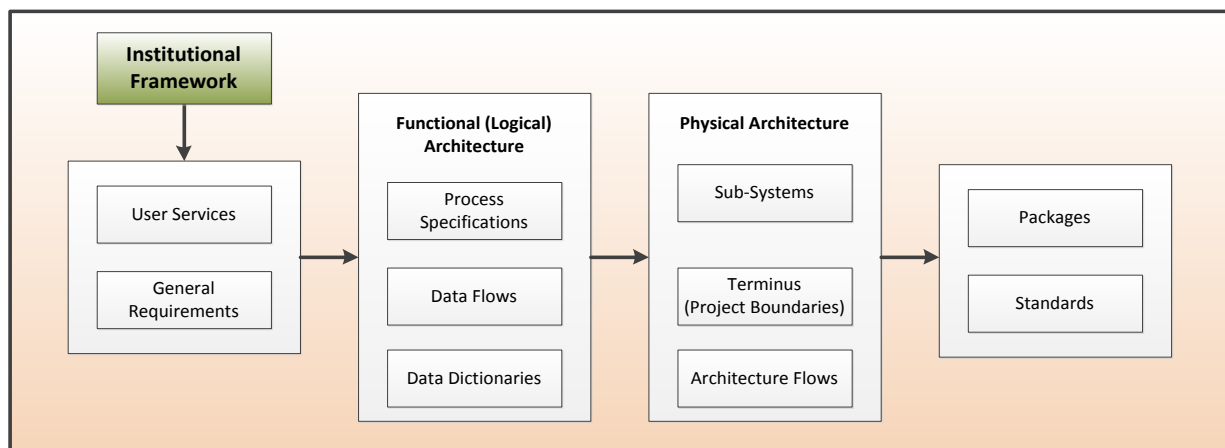 Institutional
Framework
User Services
General
Requirements
Functional (Logical)
Architecture
Process
Specifications
Data Flows
Data Dictionaries
Physical Architecture
Sub-Systems
Terminus
(Project Boundaries)
Architecture Flows
Packages
Standards